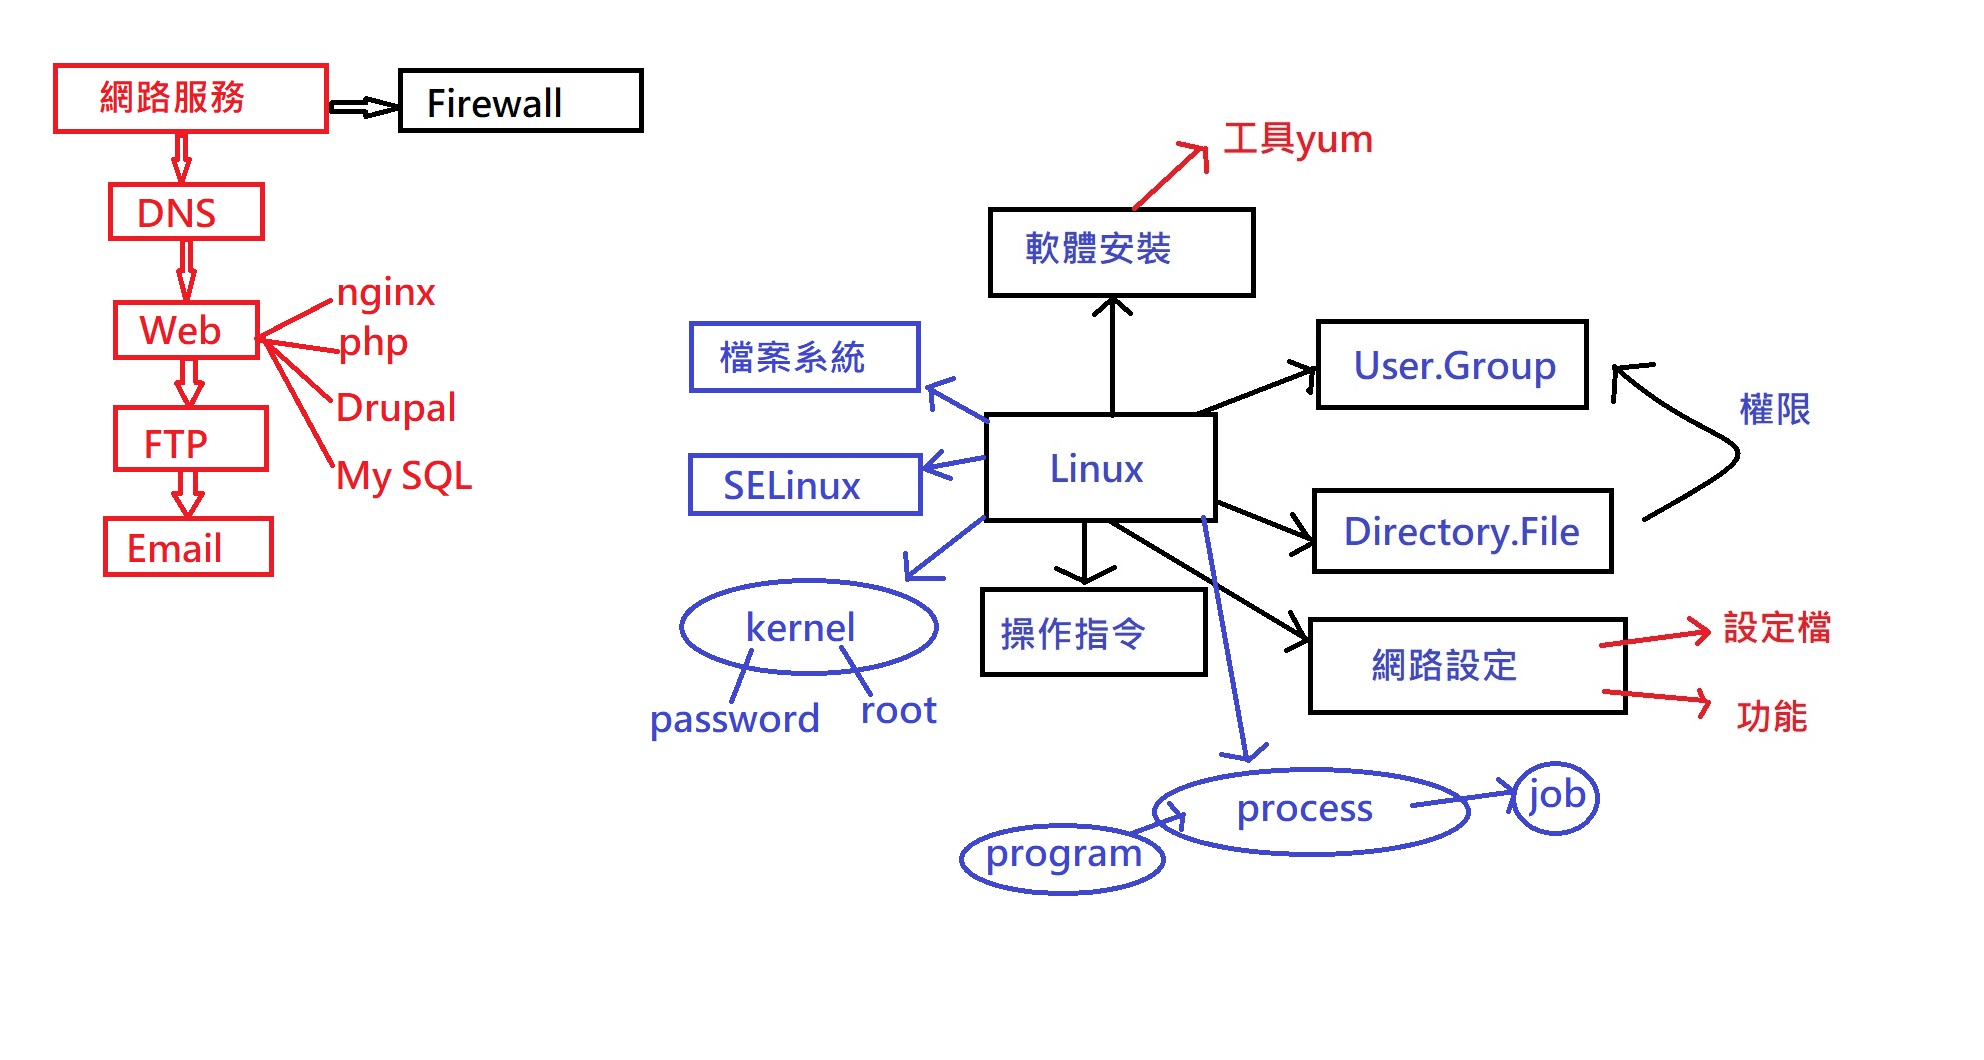 網路服務
Firewall
DNS
Web
nginx
php
Drupal
My SQL
FTP
Email
工具yum
軟體安裝
檔案系統
User.Group
權限
SELinux
Linux
Directory.File
kernel
password
root
操作指令
網路設定
設定檔
功能
process
job
program